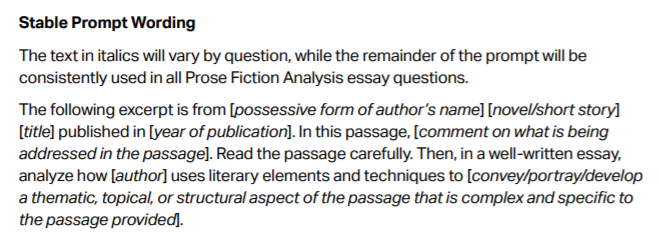 Stable Prompt Wording
The text in italics will vary by question, while the remainder of the prompt will be
consistently used in all Prose Fiction Analysis essay questions.
The following excerpt is from [possessive form of author's name] [novel/short story]
[title] published in [year of publication]. In this passage, [comment on what is being
addressed in the passage]. Read the passage carefully. Then, in a well-written essay,
analyze how [author] uses literary elements and techniques to [convey/portray/develop
a thematic, topical, or structural aspect of the passage that is complex and specific to
the passage provided].